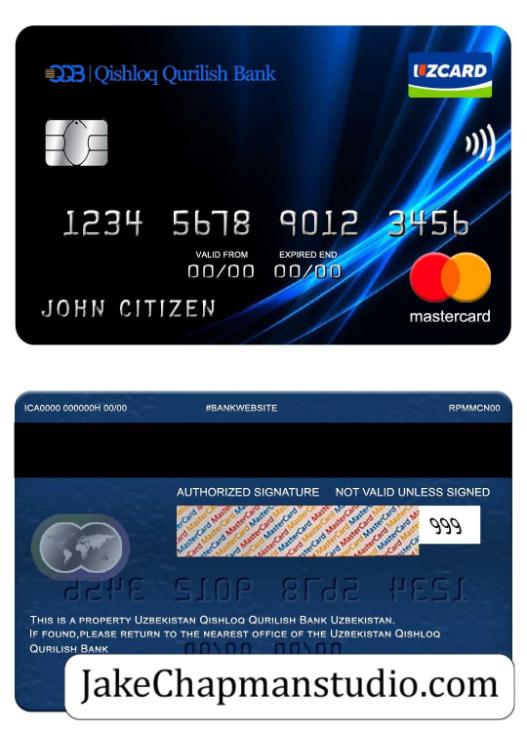 QQB | Qishloq Qurilish Bank
UZCARD
1234 5678 9012 3456
VALID FROM EXPIRED END
00/00 00/00
JOHN CITIZEN
mastercard
ICA0000 000000H 00/00 #BANKWEBSITE RPMMCN00
AUTHORIZED SIGNATURE NOT VALID UNLESS SIGNED
999
THIS IS A PROPERTY UZBEKISTAN QISHLOQ QURILISH BANK UZBEKISTAN.
IF FOUND,PLEASE RETURN TO THE NEAREST OFFICE OF THE UZBEKISTAN QISHLOQ
QURILISH BANK
JakeChapmanstudio.com